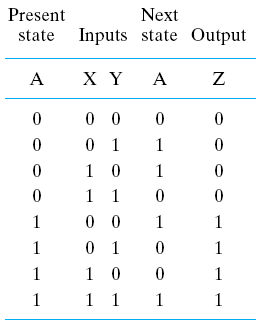 Present Next
state Inputs state Output
A X Y A Z
0 0 0 0 0
0 0 1 1 0
0 1 0 1 0
0 1 1 0 0
1 0 0 1 1
1 0 1 0 1
1 1 0 0 1
1 1 1 1 1